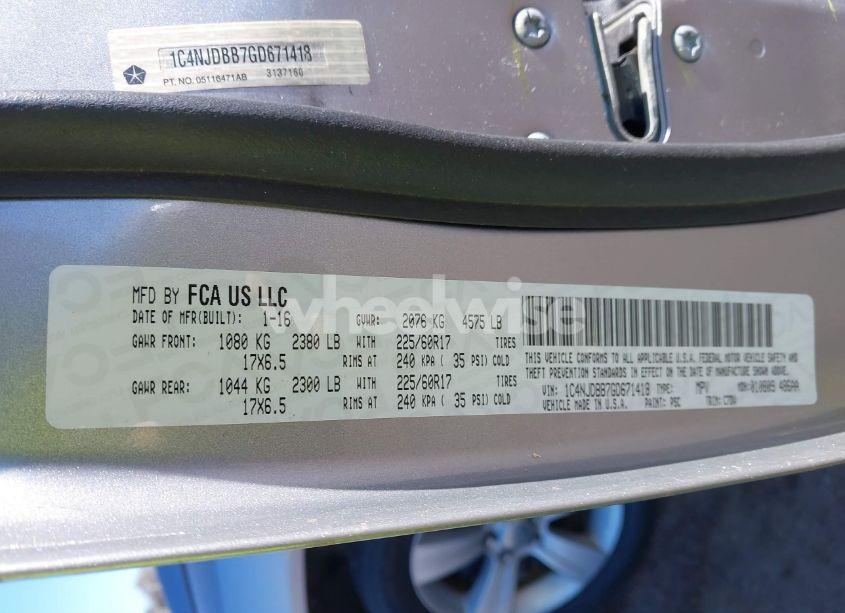 1C4NJDBB7GD671418
PT. NO. 05116471AB 3137160
MFD BY FCA US LLC
DATE OF MFR(BUILT): 1-16 GVWR: 2076 KG 4575 LB
GAWR FRONT: 1080 KG 2380 LB WITH 225/60R17 TIRES
17X6.5 RIMS AT 240 KPA ( 35 PSI) COLD
GAWR REAR: 1044 KG 2300 LB WITH 225/60R17 TIRES
17X6.5 RIMS AT 240 KPA ( 35 PSI) COLD
THIS VEHICLE CONFORMS TO ALL APPLICABLE U.S.A. FEDERAL MOTOR VEHICLE SAFETY AND
THEFT PREVENTION STANDARDS IN EFFECT ON THE DATE OF MANUFACTURE SHOWN ABOVE.
VIN: 1C4NJDBB7GD671418 TYPE: MPV MDH:
VEHICLE MADE IN U.S.A. PAINT: PSC TRIM:
wheelwise